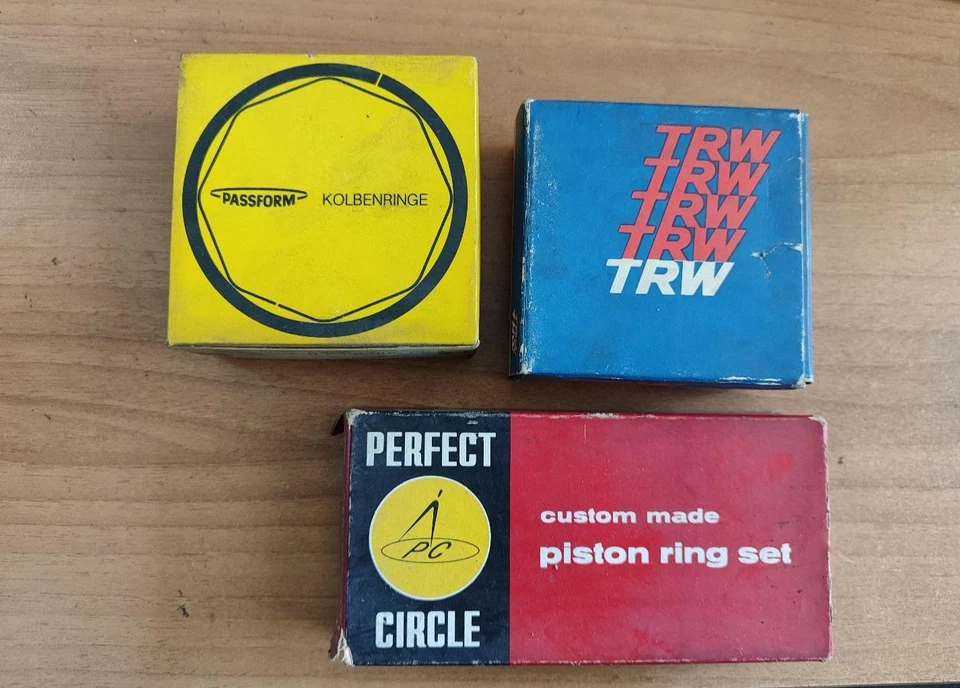 PASSFORM KOLBENRINGE
TRW
TRW
TRW
TRW
TRW
PERFECT
PC
CIRCLE
custom made
piston ring set